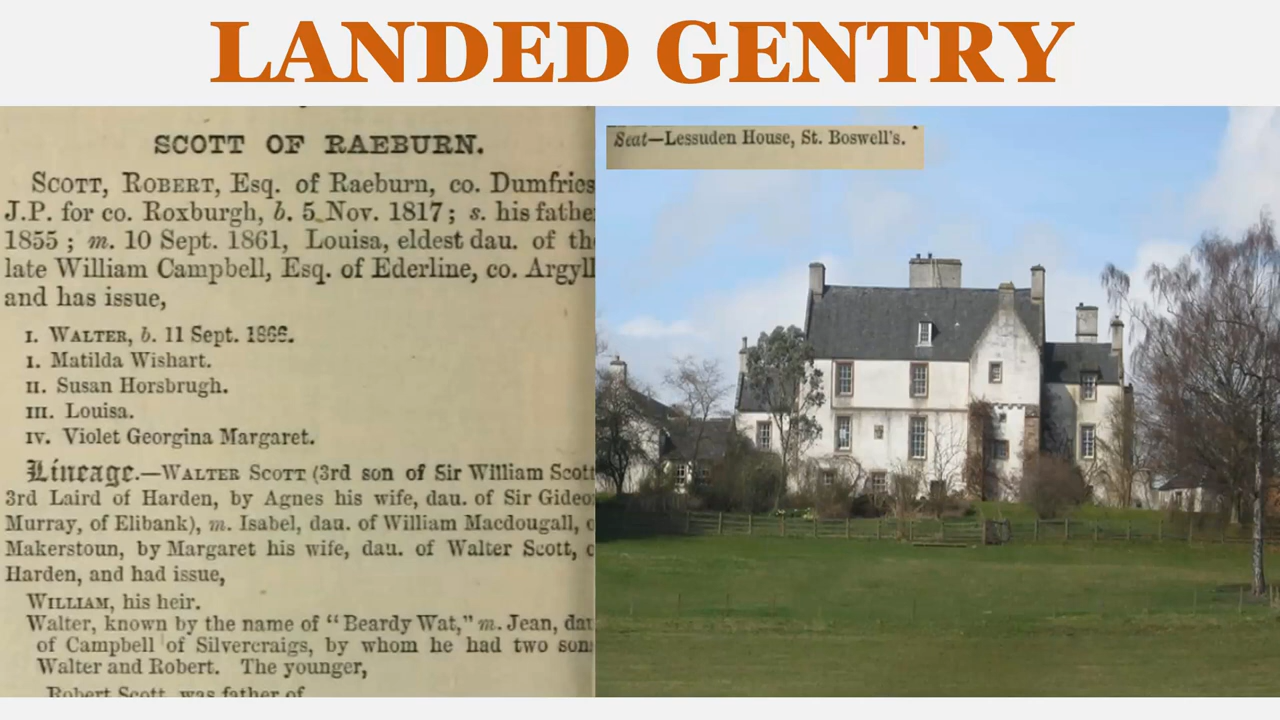 LANDED GENTRY
SCOTT OF RAEBURN.
SCOTT, ROBERT, Esq. of Raeburn, co. Dumfries
J.P. for co. Roxburgh, b. 5 Nov. 1817; s. his fathe
1855; m. 10 Sept. 1861, Louisa, eldest dau. of th
late William Campbell, Esq. of Ederline, co. Argyll
and has issue,
I. WALTER, b. 11 Sept. 1866.
I. Matilda Wishart.
II. Susan Horsbrugh.
III. Louisa.
IV. Violet Georgina Margaret.
Lineage.—WALTER SCOTT (3rd son of Sir William Scott
3rd Laird of Harden, by Agnes his wife, dau. of Sir Gideo
Murray, of Elibank), m. Isabel, dau. of William Macdougall, o
Makerstoun, by Margaret his wife, dau. of Walter Scott, o
Harden, and had issue,
WILLIAM, his heir.
Walter, known by the name of "Beardy Wat," m. Jean, dau
of Campbell of Silvercraigs, by whom he had two son
Walter and Robert. The younger,
Robert Scott, was father of
Seat—Lessuden House, St. Boswell's.